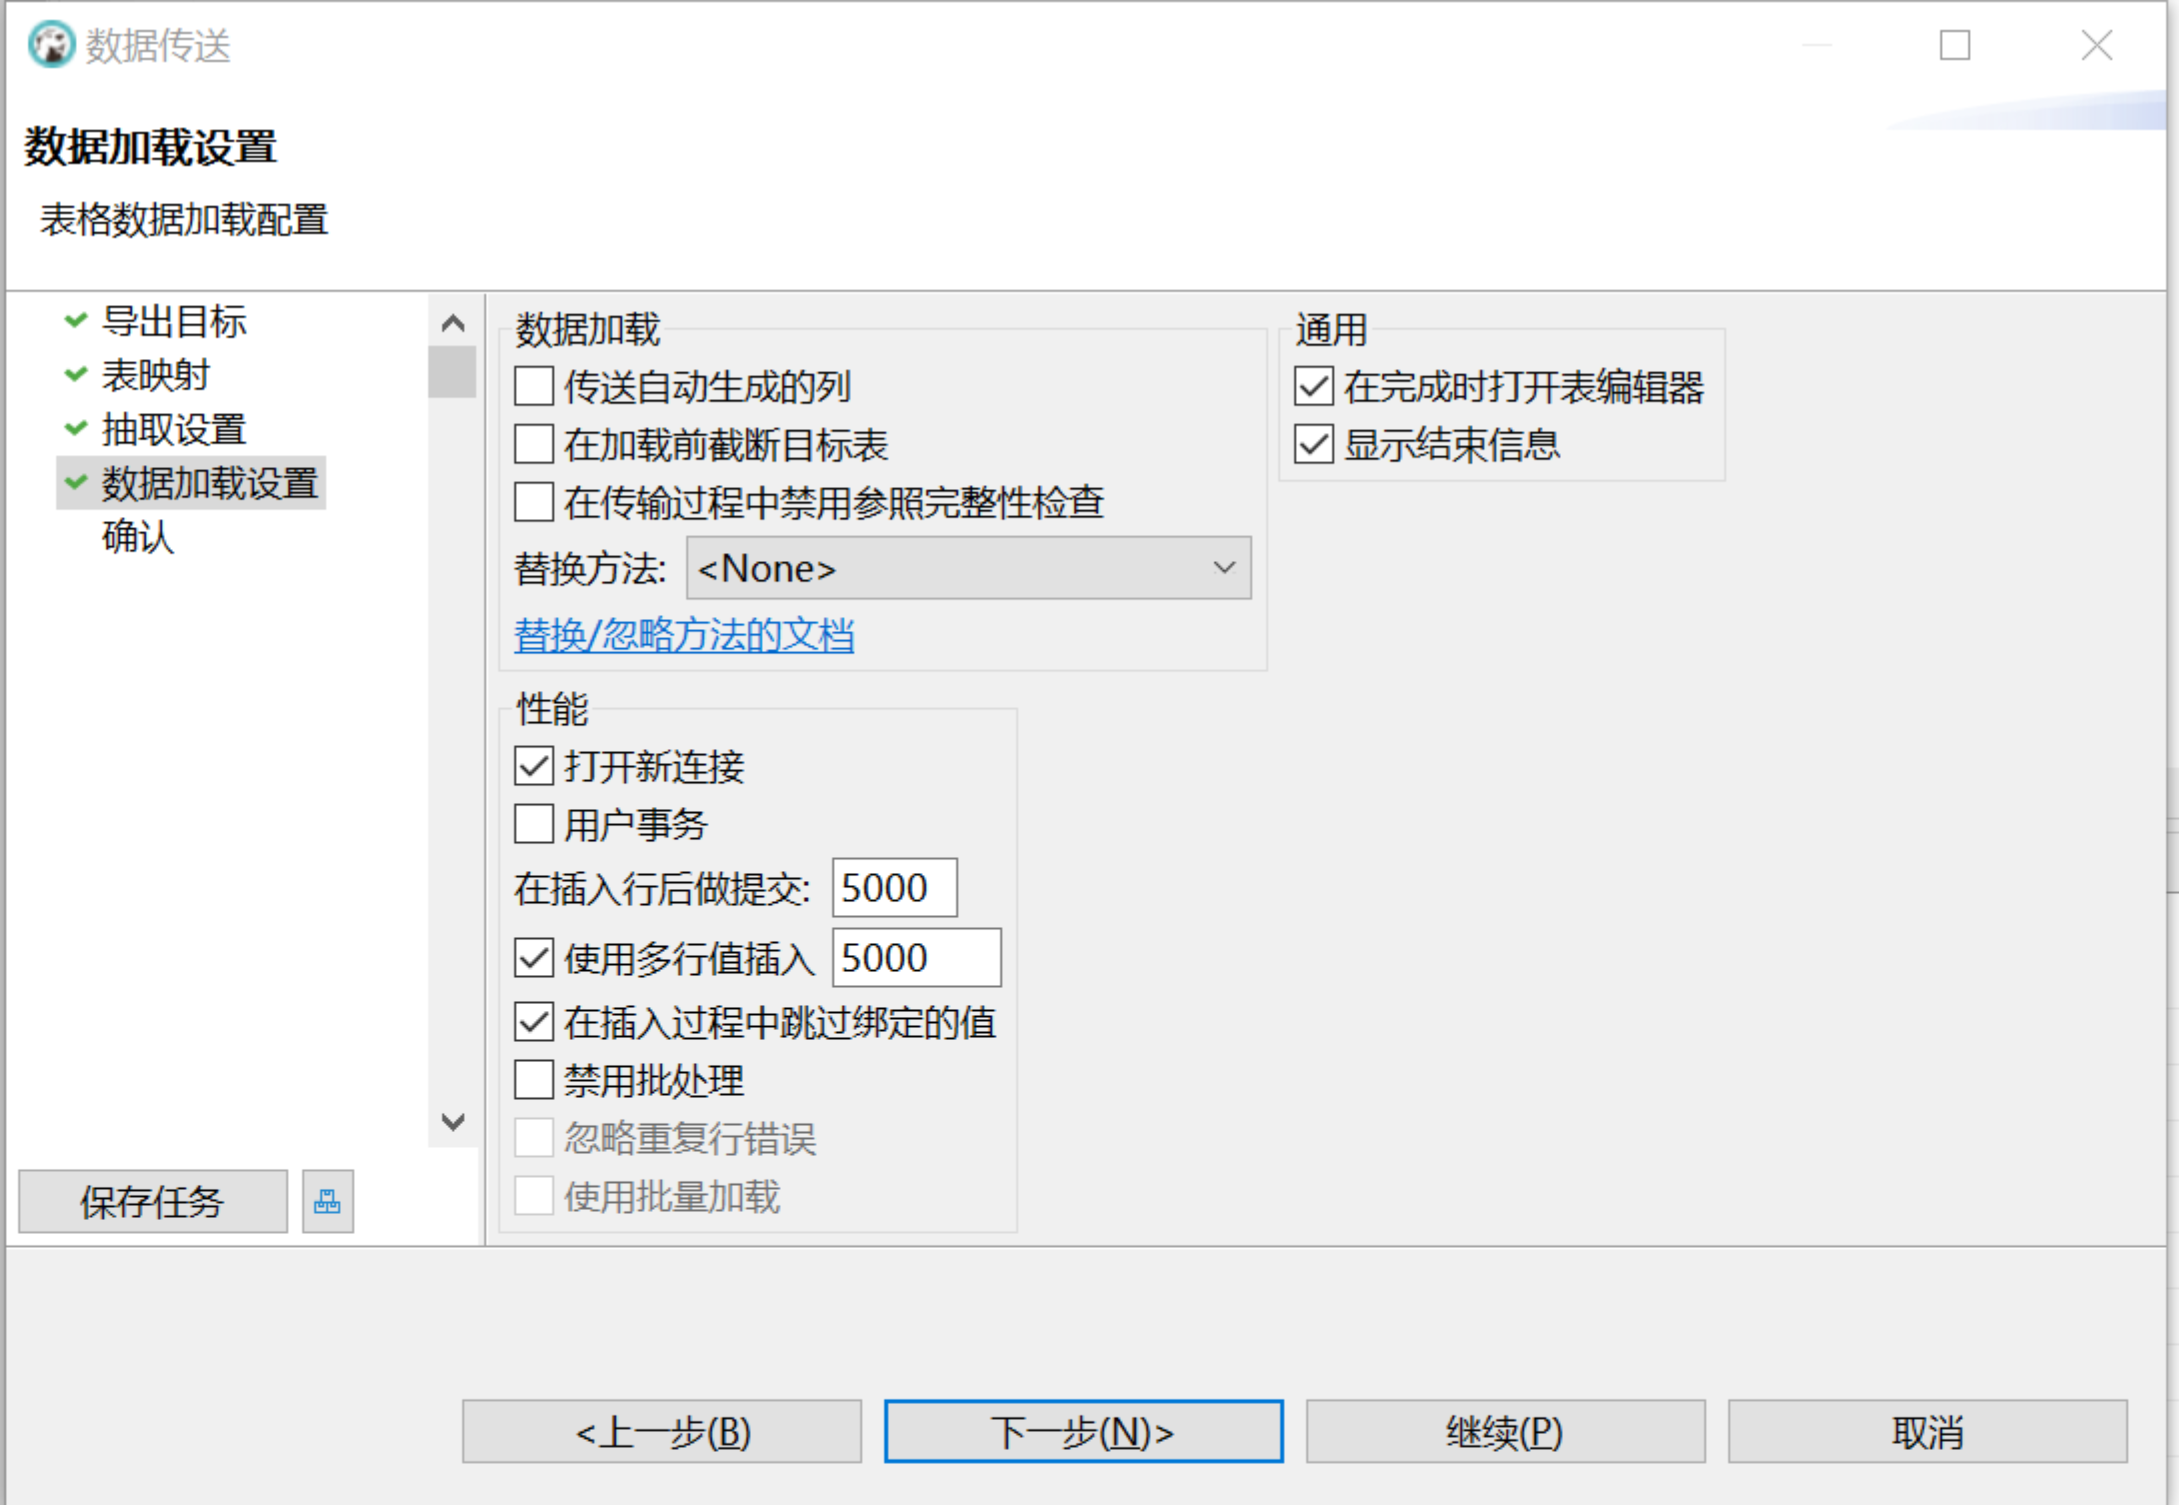 数据传送
数据加载设置
表格数据加载配置
导出目标
表映射
抽取设置
数据加载设置
确认
保存任务
数据加载
传送自动生成的列
在加载前截断目标表
在传输过程中禁用参照完整性检查
替换方法: <None>
替换/忽略方法的文档
通用
在完成时打开表编辑器
显示结束信息
性能
打开新连接
用户事务
在插入行后做提交: 5000
使用多行值插入 5000
在插入过程中跳过绑定的值
禁用批处理
忽略重复行错误
使用批量加载
<上一步(B)
下一步(N)>
继续(P)
取消